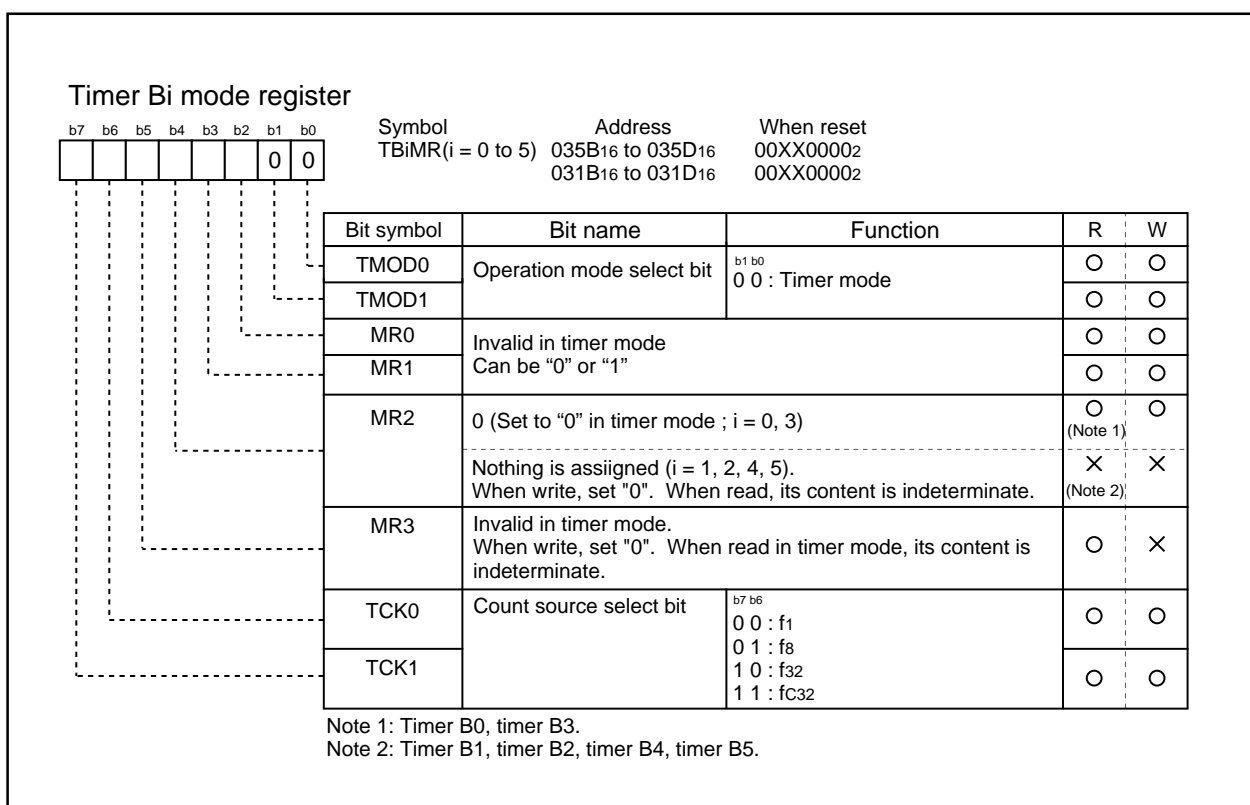 Timer Bi mode register
b7 b6 b5 b4 b3 b2 b1 b0
0 0
Symbol Address When reset
TBiMR(i = 0 to 5) 035B16 to 035D16 00XX00002
031B16 to 031D16 00XX00002
Bit symbol Bit name Function R W
TMOD0 Operation mode select bit b1 b0
0 0 : Timer mode
TMOD1
MR0 Invalid in timer mode
MR1 Can be “0” or “1”
MR2 0 (Set to “0” in timer mode ; i = 0, 3) (Note 1)
Nothing is assiigned (i = 1, 2, 4, 5).
When write, set "0". When read, its content is indeterminate. (Note 2)
MR3 Invalid in timer mode.
When write, set "0". When read in timer mode, its content is
indeterminate.
TCK0 Count source select bit b7 b6
0 0 : f1
0 1 : f8
TCK1 1 0 : f32
1 1 : fC32
Note 1: Timer B0, timer B3.
Note 2: Timer B1, timer B2, timer B4, timer B5.